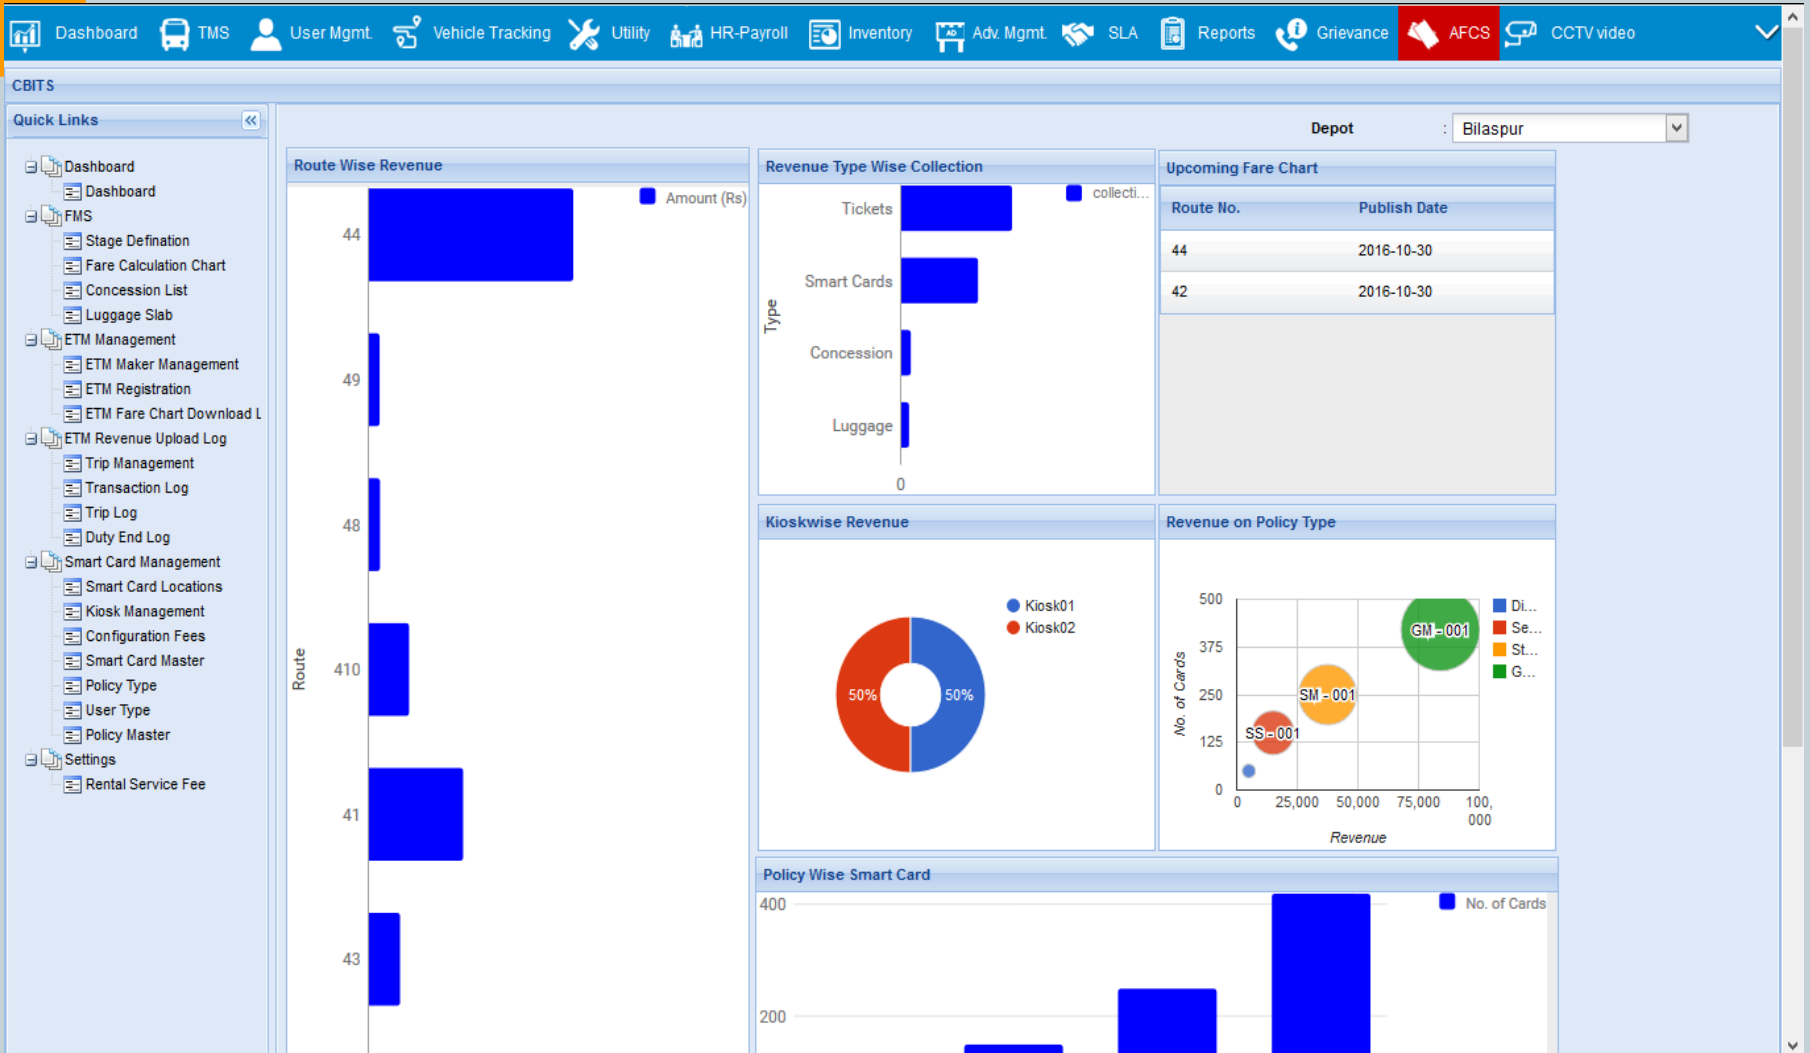 Dashboard
TMS
User Mgmt.
Vehicle Tracking
Utility
HR-Payroll
Inventory
AD
Adv. Mgmt.
SLA
Reports
Grievance
AFCS
CCTV video
CBITS
Quick Links
Dashboard
Dashboard
FMS
Stage Defination
Fare Calculation Chart
Concession List
Luggage Slab
ETM Management
ETM Maker Management
ETM Registration
ETM Fare Chart Download L
ETM Revenue Upload Log
Trip Management
Transaction Log
Trip Log
Duty End Log
Smart Card Management
Smart Card Locations
Kiosk Management
Configuration Fees
Smart Card Master
Policy Type
User Type
Policy Master
Settings
Rental Service Fee
Depot : Bilaspur
Route Wise Revenue
Amount (Rs)
44
49
48
410
41
43
Route
Revenue Type Wise Collection
collecti...
Tickets
Smart Cards
Concession
Luggage
Type
0
Upcoming Fare Chart
Route No. Publish Date
44 2016-10-30
42 2016-10-30
Kioskwise Revenue
Kiosk01
Kiosk02
50% 50%
Revenue on Policy Type
500
375
250
125
0
No. of Cards
GM - 001
SM - 001
SS - 001
Di...
Se...
St...
G...
0 25,000 50,000 75,000 100,
000
Revenue
Policy Wise Smart Card
400
200
No. of Cards